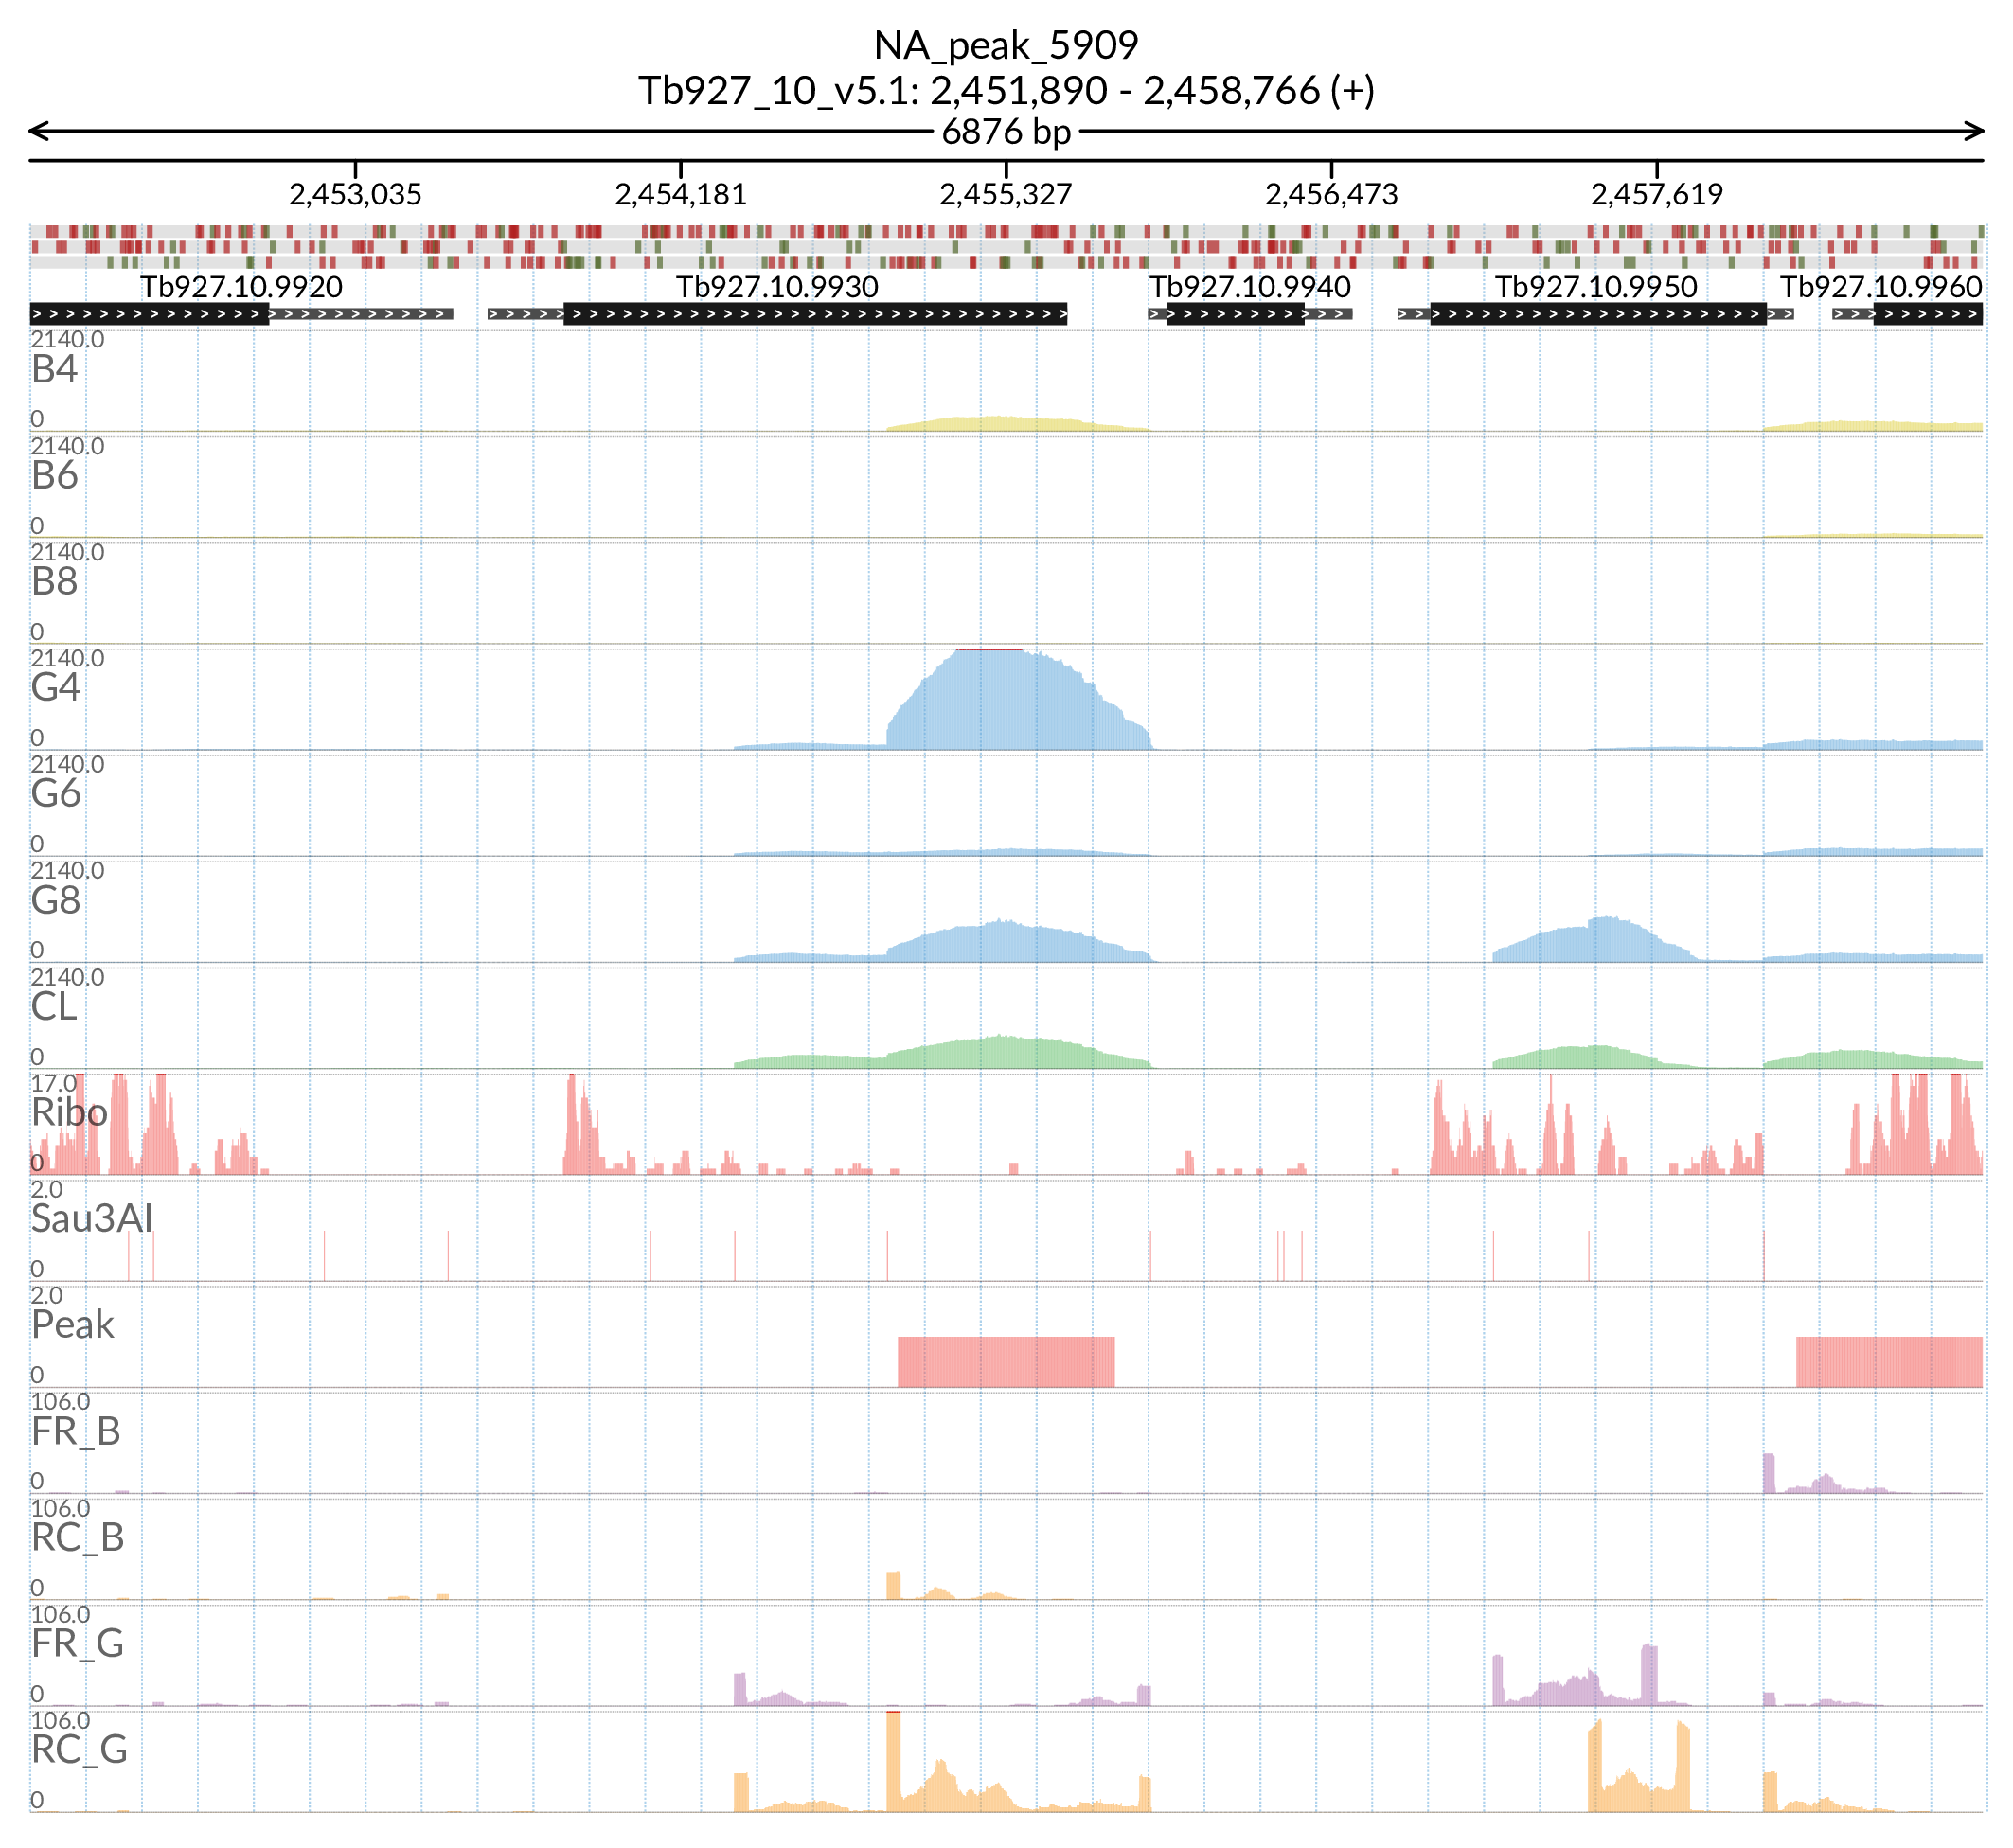 NA_peak_5909
Tb927_10_v5.1: 2,451,890 - 2,458,766 (+)
6876 bp
2,453,035 2,454,181 2,455,327 2,456,473 2,457,619
Tb927.10.9920 Tb927.10.9930 Tb927.10.9940 Tb927.10.9950 Tb927.10.9960
2140.0
B4
0
2140.0
B6
0
2140.0
B8
0
2140.0
G4
0
2140.0
G6
0
2140.0
G8
0
2140.0
CL
0
17.0
Ribo
0
2.0
Sau3AI
0
2.0
Peak
0
106.0
FR_B
0
106.0
RC_B
0
106.0
FR_G
0
106.0
RC_G
0